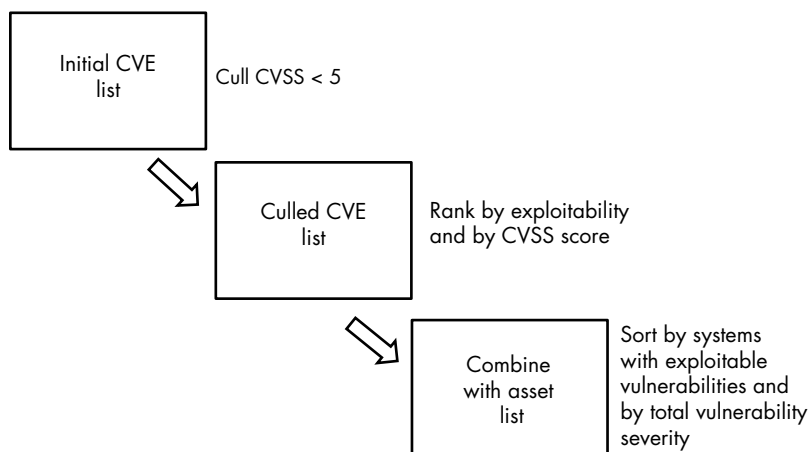 Initial CVE
list
Cull CVSS < 5
Culled CVE
list
Rank by exploitability
and by CVSS score
Combine
with asset
list
Sort by systems
with exploitable
vulnerabilities and
by total vulnerability
severity